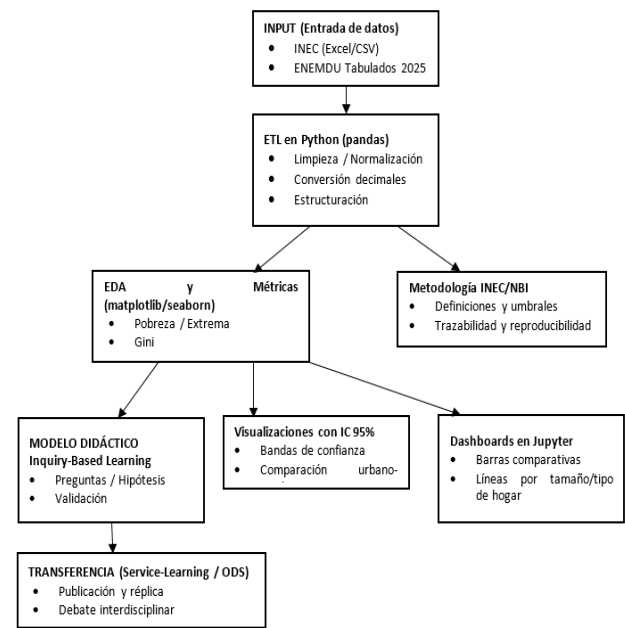 INPUT (Entrada de datos)
• INEC (Excel/CSV)
• ENEMDU Tabulados 2025
ETL en Python (pandas)
• Limpieza / Normalización
• Conversión decimales
• Estructuración
EDA y Métricas
(matplotlib/seaborn)
• Pobreza / Extrema
• Gini
Metodología INEC/NBI
• Definiciones y umbrales
• Trazabilidad y reproducibilidad
MODELO DIDÁCTICO
Inquiry-Based Learning
• Preguntas / Hipótesis
• Validación
Visualizaciones con IC 95%
• Bandas de confianza
• Comparación urbano-
Dashboards en Jupyter
• Barras comparativas
• Líneas por tamaño/tipo
de hogar
TRANSFERENCIA (Service-Learning / ODS)
• Publicación y réplica
• Debate interdisciplinar